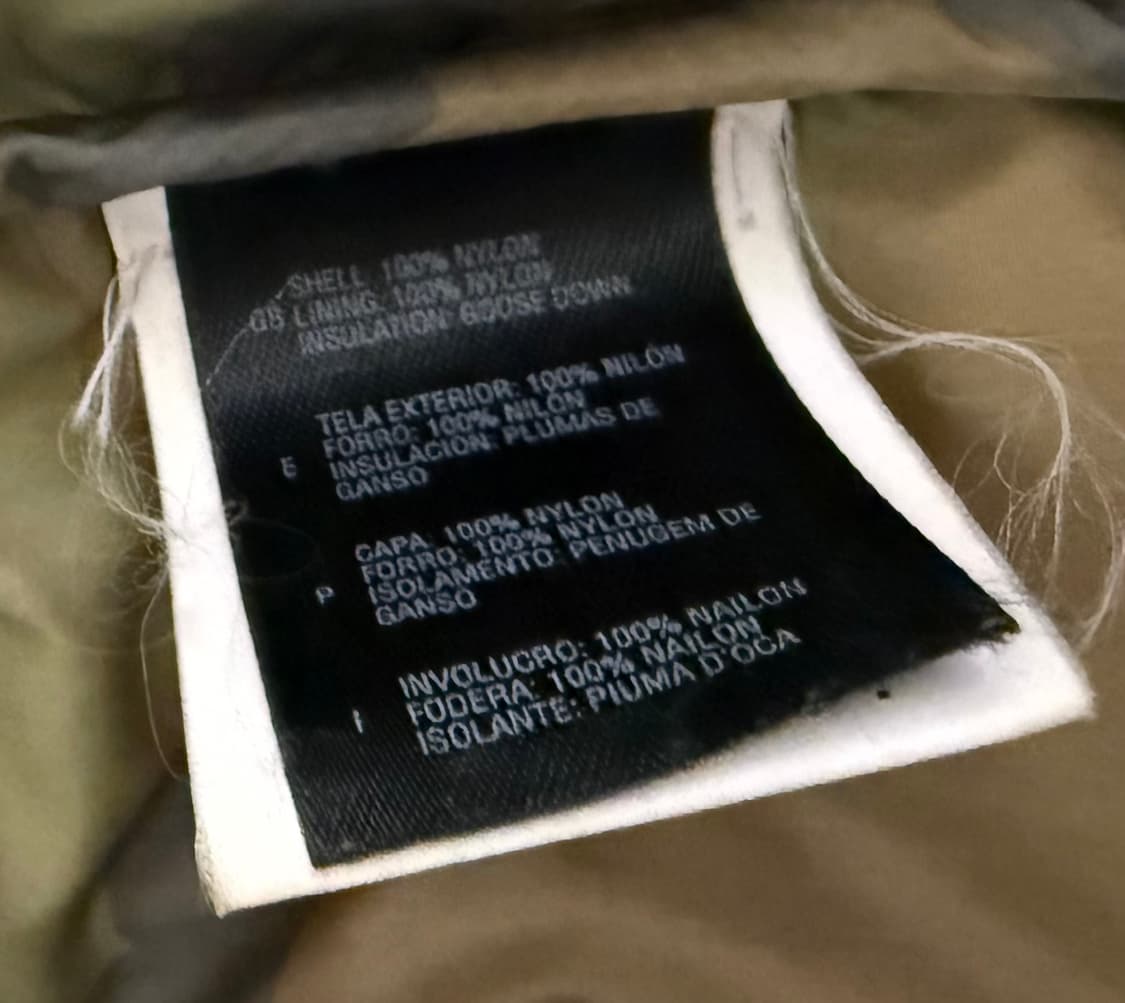 SHELL: 100% NYLON
GB LINING: 100% NYLON
INSULATION: GOOSE DOWN
TELA EXTERIOR: 100% NILÓN
FORRO: 100% NILÓN
E INSULACIÓN: PLUMAS DE
GANSO
CAPA: 100% NYLON
FORRO: 100% NYLON
P ISOLAMENTO: PENUGEM DE
GANSO
INVOLUCRO: 100% NAILON
I FODERA: 100% NAILON
ISOLANTE: PIUMA D'OCA